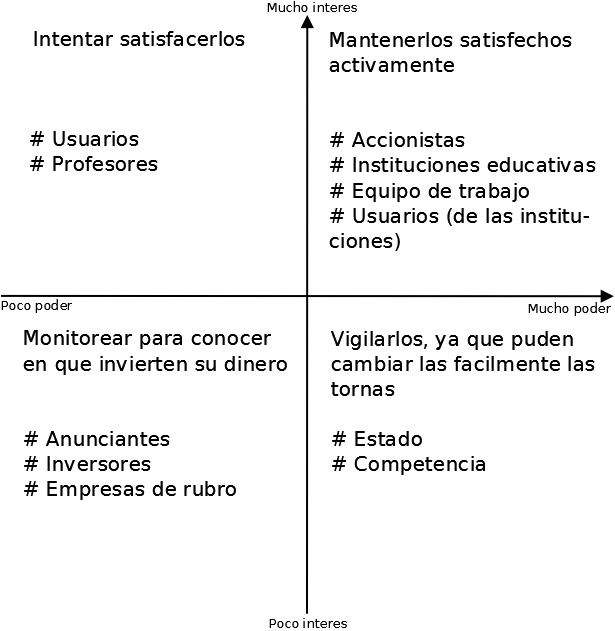 Mucho interes
Intentar satisfacerlos
# Usuarios
# Profesores
Mantenerlos satisfechos
activamente
# Accionistas
# Instituciones educativas
# Equipo de trabajo
# Usuarios (de las institu-
ciones)
Poco poder
Mucho poder
Monitorear para conocer
en que invierten su dinero
# Anunciantes
# Inversores
# Empresas de rubro
Vigilarlos, ya que puden
cambiar las facilmente las
tornas
# Estado
# Competencia
Poco interes